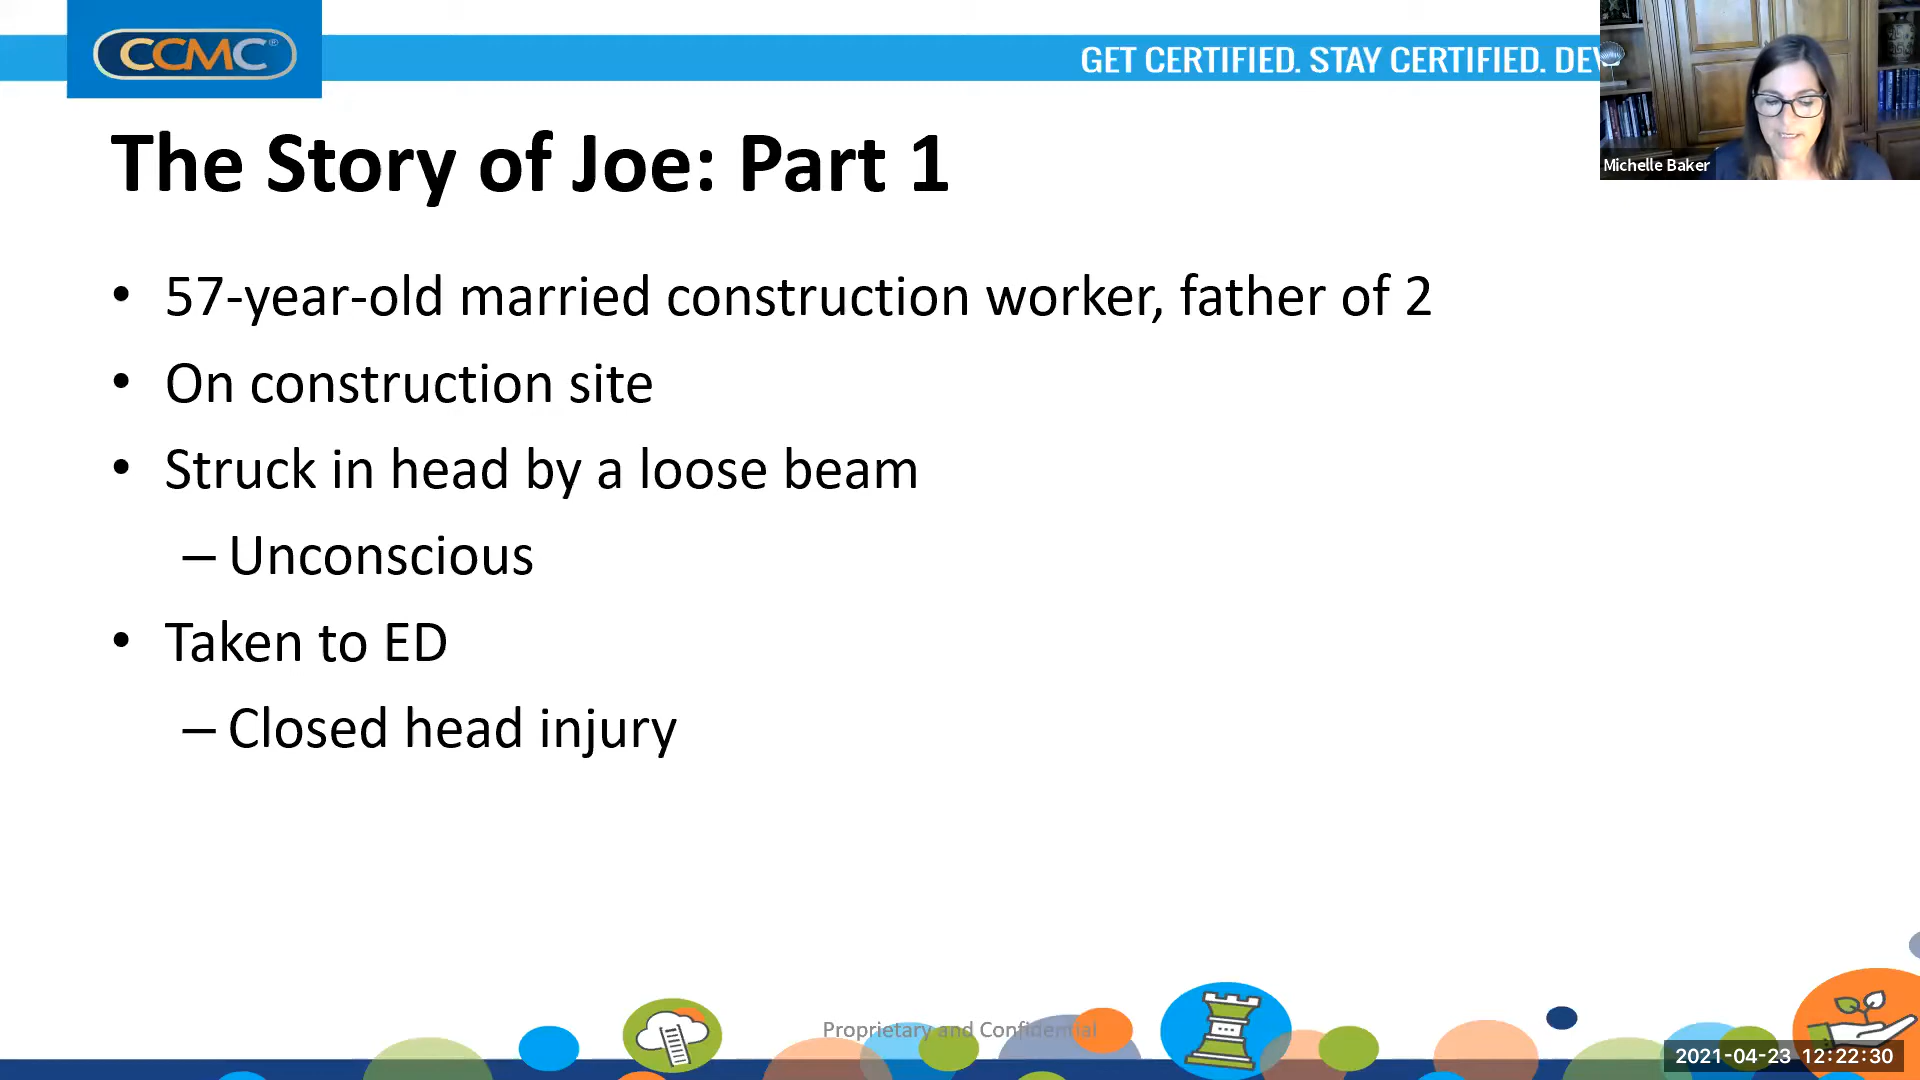 CCMC®
GET CERTIFIED. STAY CERTIFIED.
Michelle Baker
The Story of Joe: Part 1
• 57-year-old married construction worker, father of 2
• On construction site
• Struck in head by a loose beam
– Unconscious
• Taken to ED
– Closed head injury
Proprietary and Confidential
2021-04-23 12:22:30